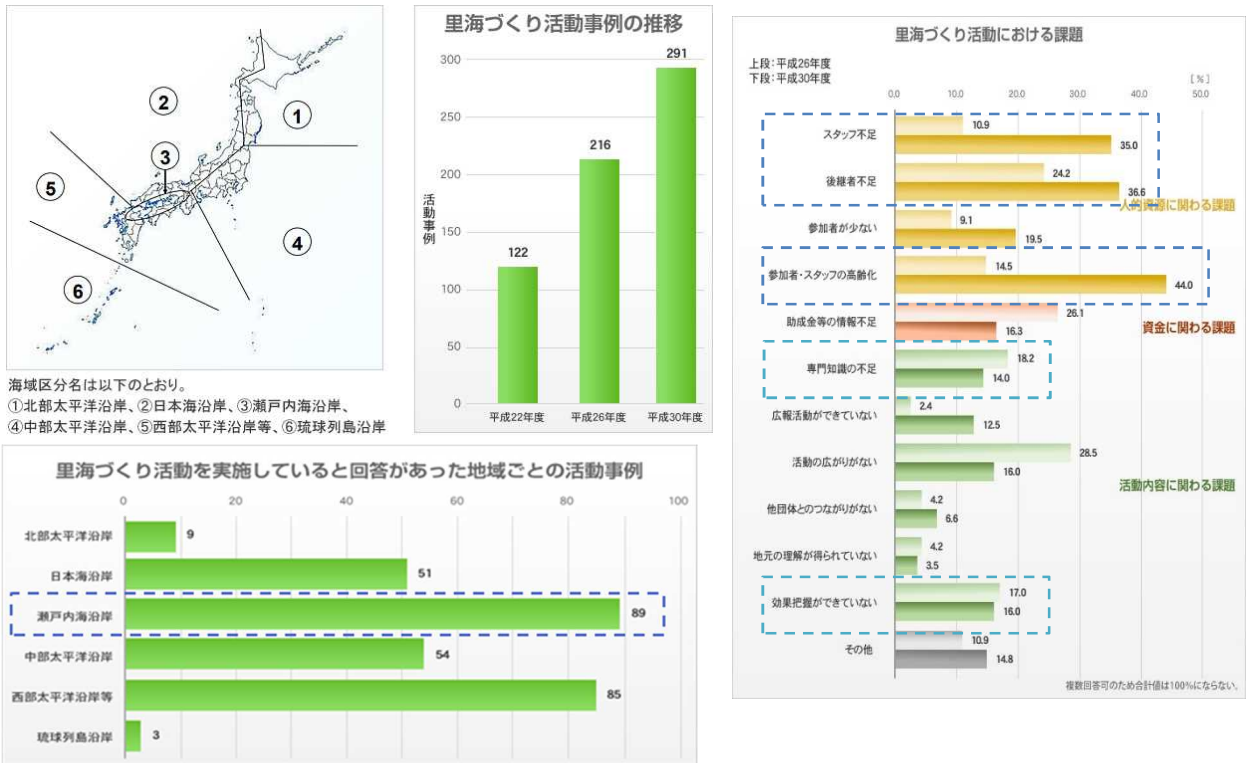 ②
①
③
⑤
④
⑥
海域区分名は以下のとおり。
①北部太平洋沿岸、②日本海沿岸、③瀬戸内海沿岸、
④中部太平洋沿岸、⑤西部太平洋沿岸等、⑥琉球列島沿岸
里海づくり活動事例の推移
300
250
200
150
100
50
0
活動事例
122
216
291
平成22年度 平成26年度 平成30年度
里海づくり活動を実施していると回答があった地域ごとの活動事例
0 20 40 60 80 100
北部太平洋沿岸 9
日本海沿岸 51
瀬戸内海沿岸 89
中部太平洋沿岸 54
西部太平洋沿岸等 85
琉球列島沿岸 3
里海づくり活動における課題
上段:平成26年度
下段:平成30年度
[%]
0.0 10.0 20.0 30.0 40.0 50.0
スタッフ不足 10.9
35.0
後継者不足 24.2
36.6
人的資源に関わる課題
参加者が少ない 9.1
19.5
参加者・スタッフの高齢化 14.5
44.0
助成金等の情報不足 26.1
16.3
資金に関わる課題
専門知識の不足 18.2
14.0
広報活動ができていない 2.4
12.5
活動の広がりがない 28.5
16.0
活動内容に関わる課題
他団体とのつながりがない 4.2
6.6
地元の理解が得られていない 4.2
3.5
効果把握ができていない 17.0
16.0
その他 10.9
14.8
複数回答可のため合計値は100%にならない。